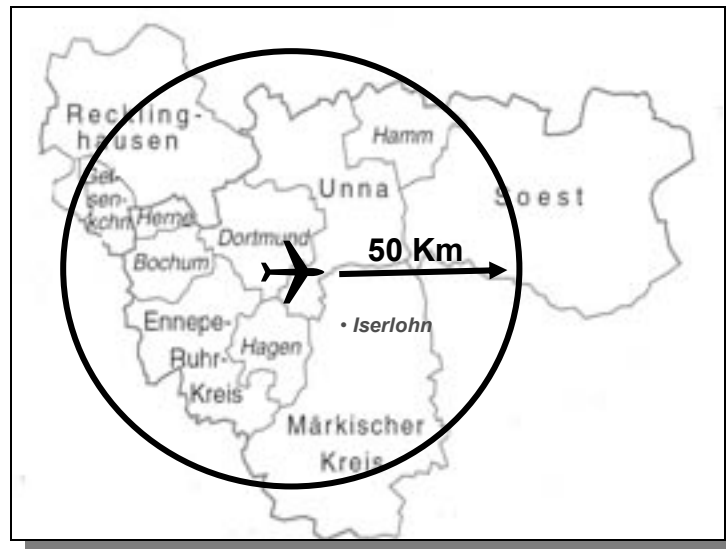 Reckling-
hausen
Hamm
Gel-
sen-
kchn
Herne
Unna
Soest
Dortmund
Bochum
50 Km
Ennepe-
Ruhr-
Kreis
Hagen
• Iserlohn
Märkischer
Kreis